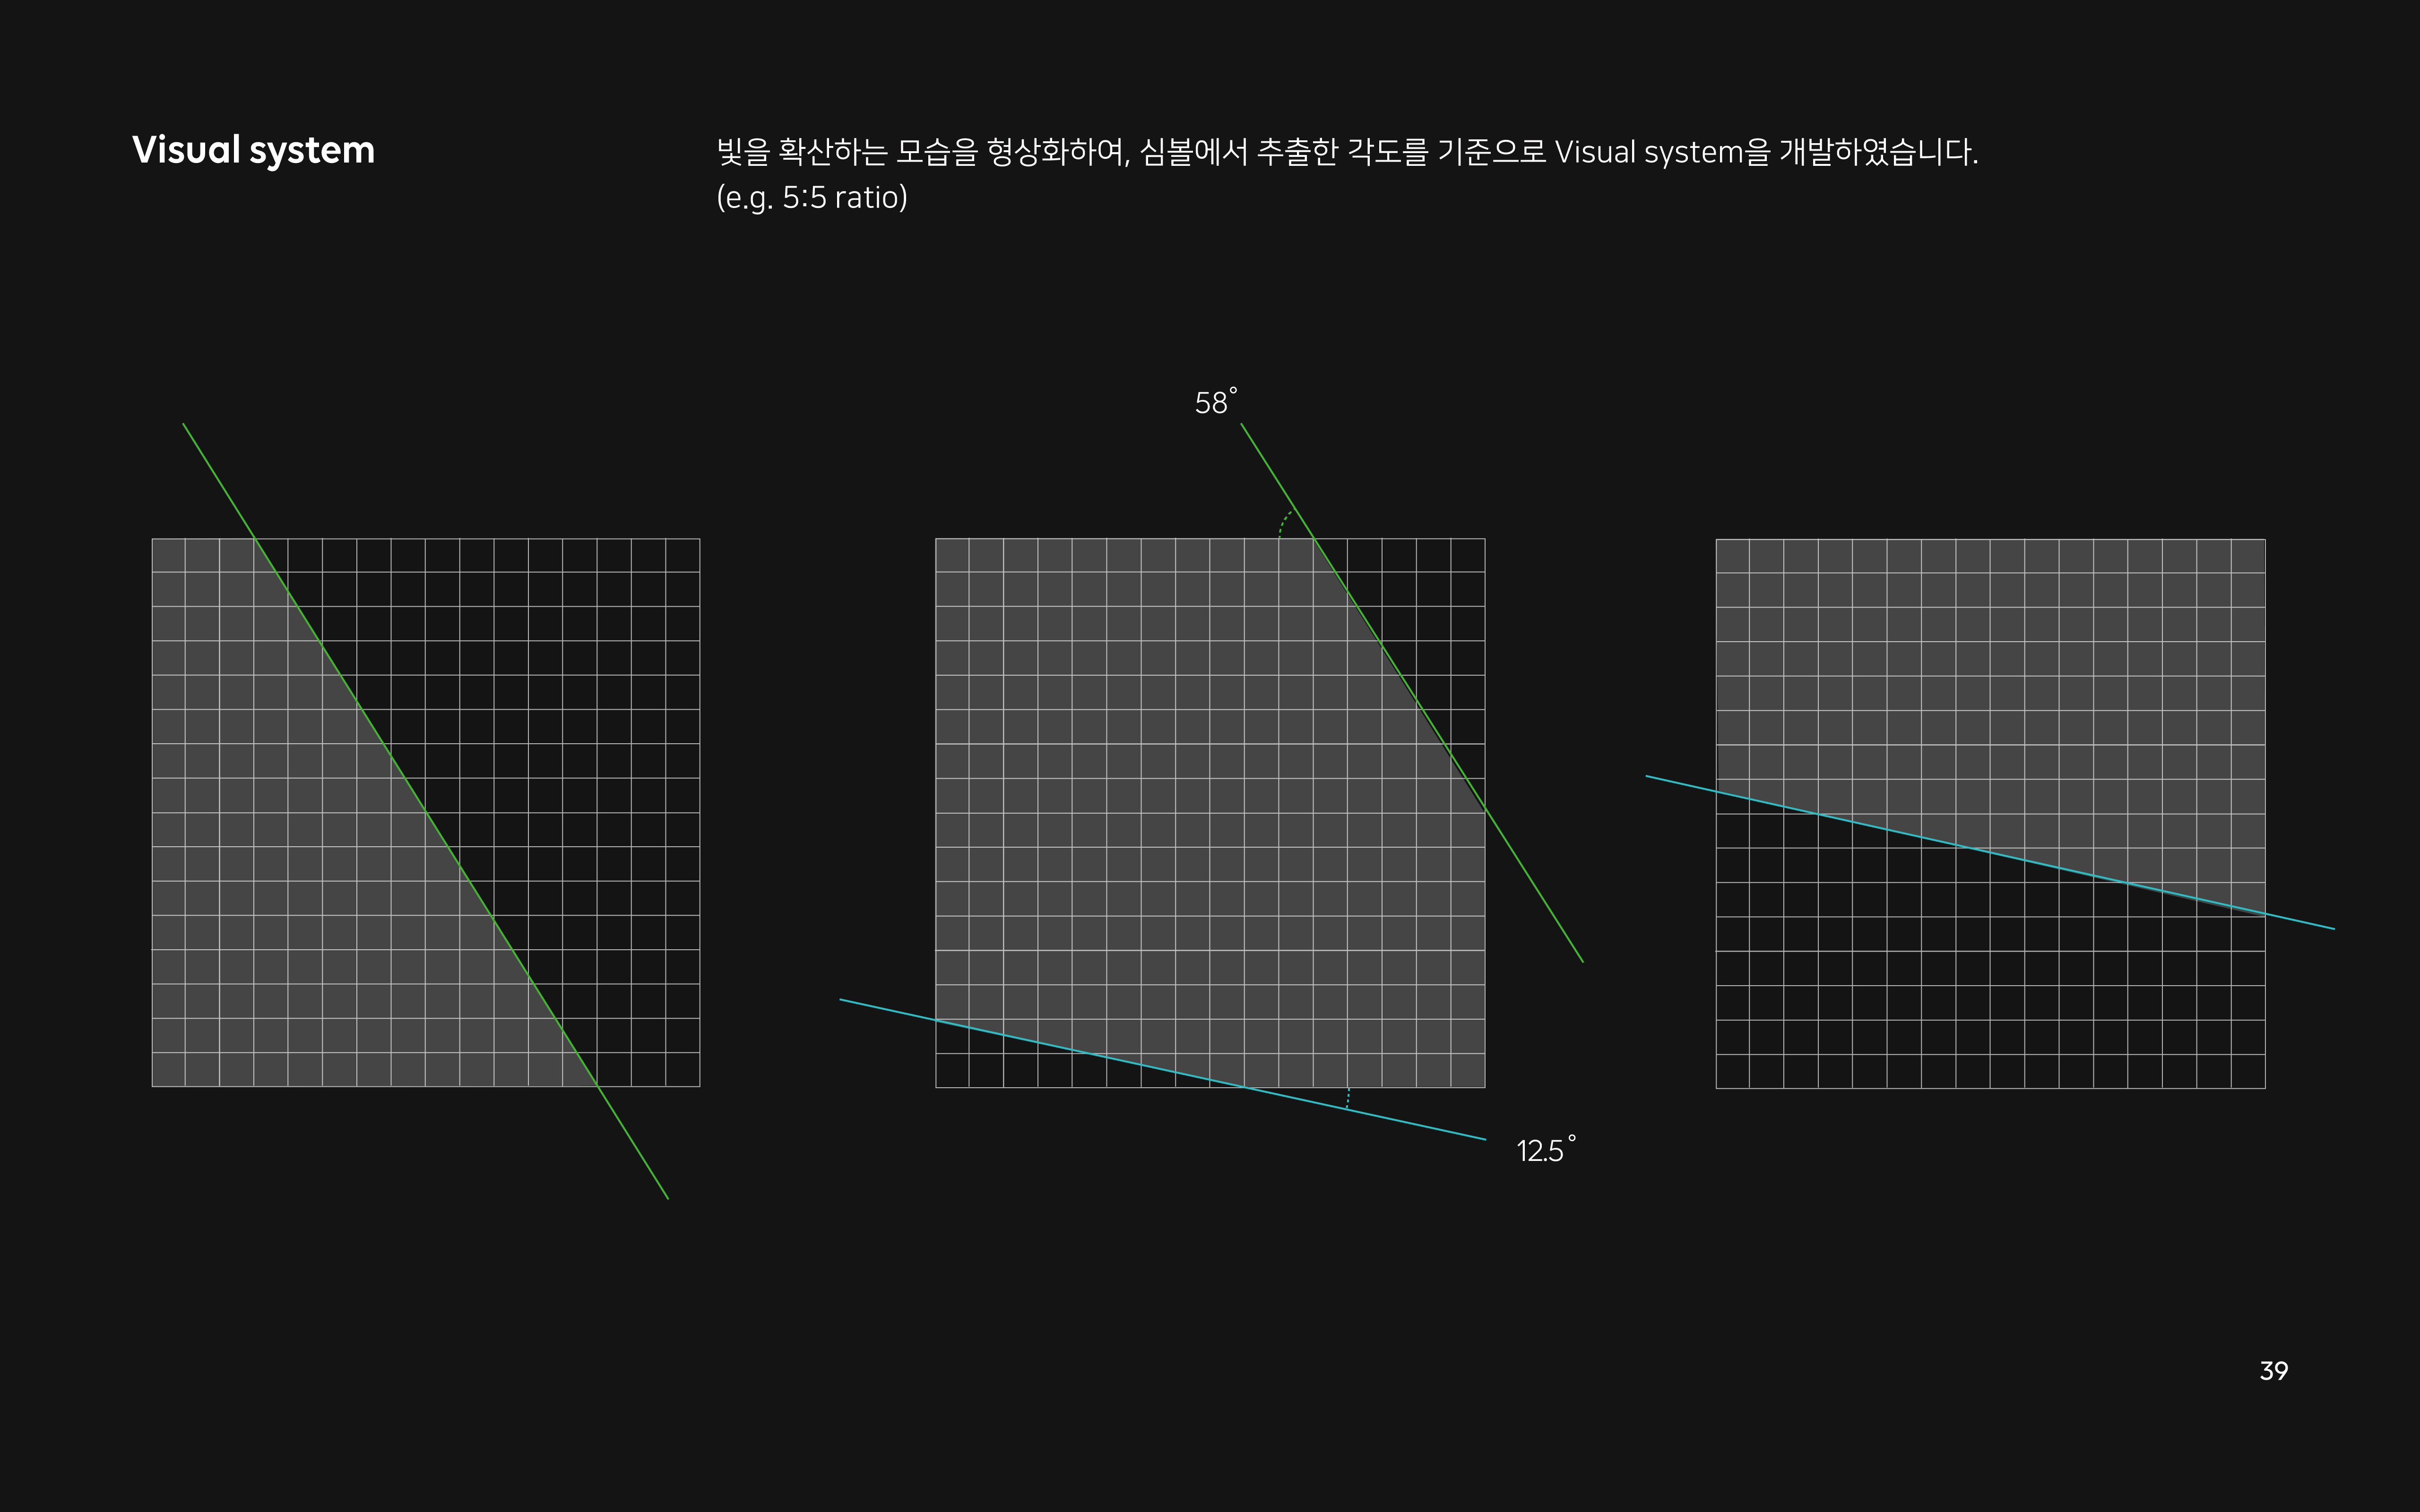 Visual system
빛을 확산하는 모습을 형상화하여, 심볼에서 추출한 각도를 기준으로 Visual system을 개발하였습니다.
(e.g. 5:5 ratio)
58°
12.5°
39